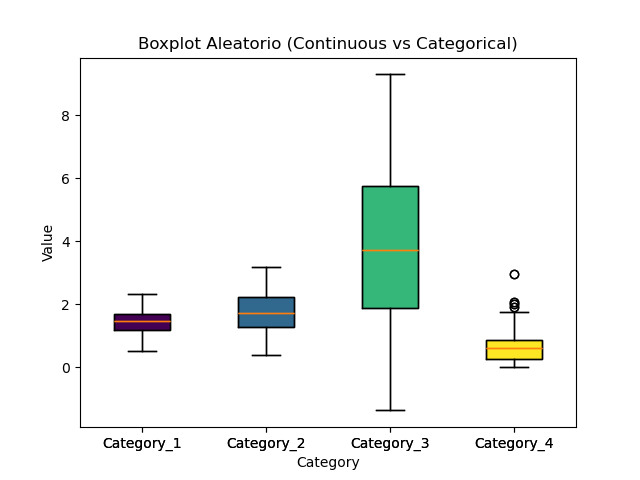 Boxplot Aleatorio (Continuous vs Categorical)
Value
8
6
4
2
0
Category_1 Category_2 Category_3 Category_4
Category